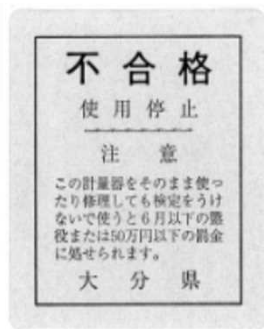 不合格
使用停止
注意
この計量器をそのまま使っ
たり修理しても検定をうけ
ないで使うと6月以下の懲
役または50万円以下の罰金
に処せられます。
大分県